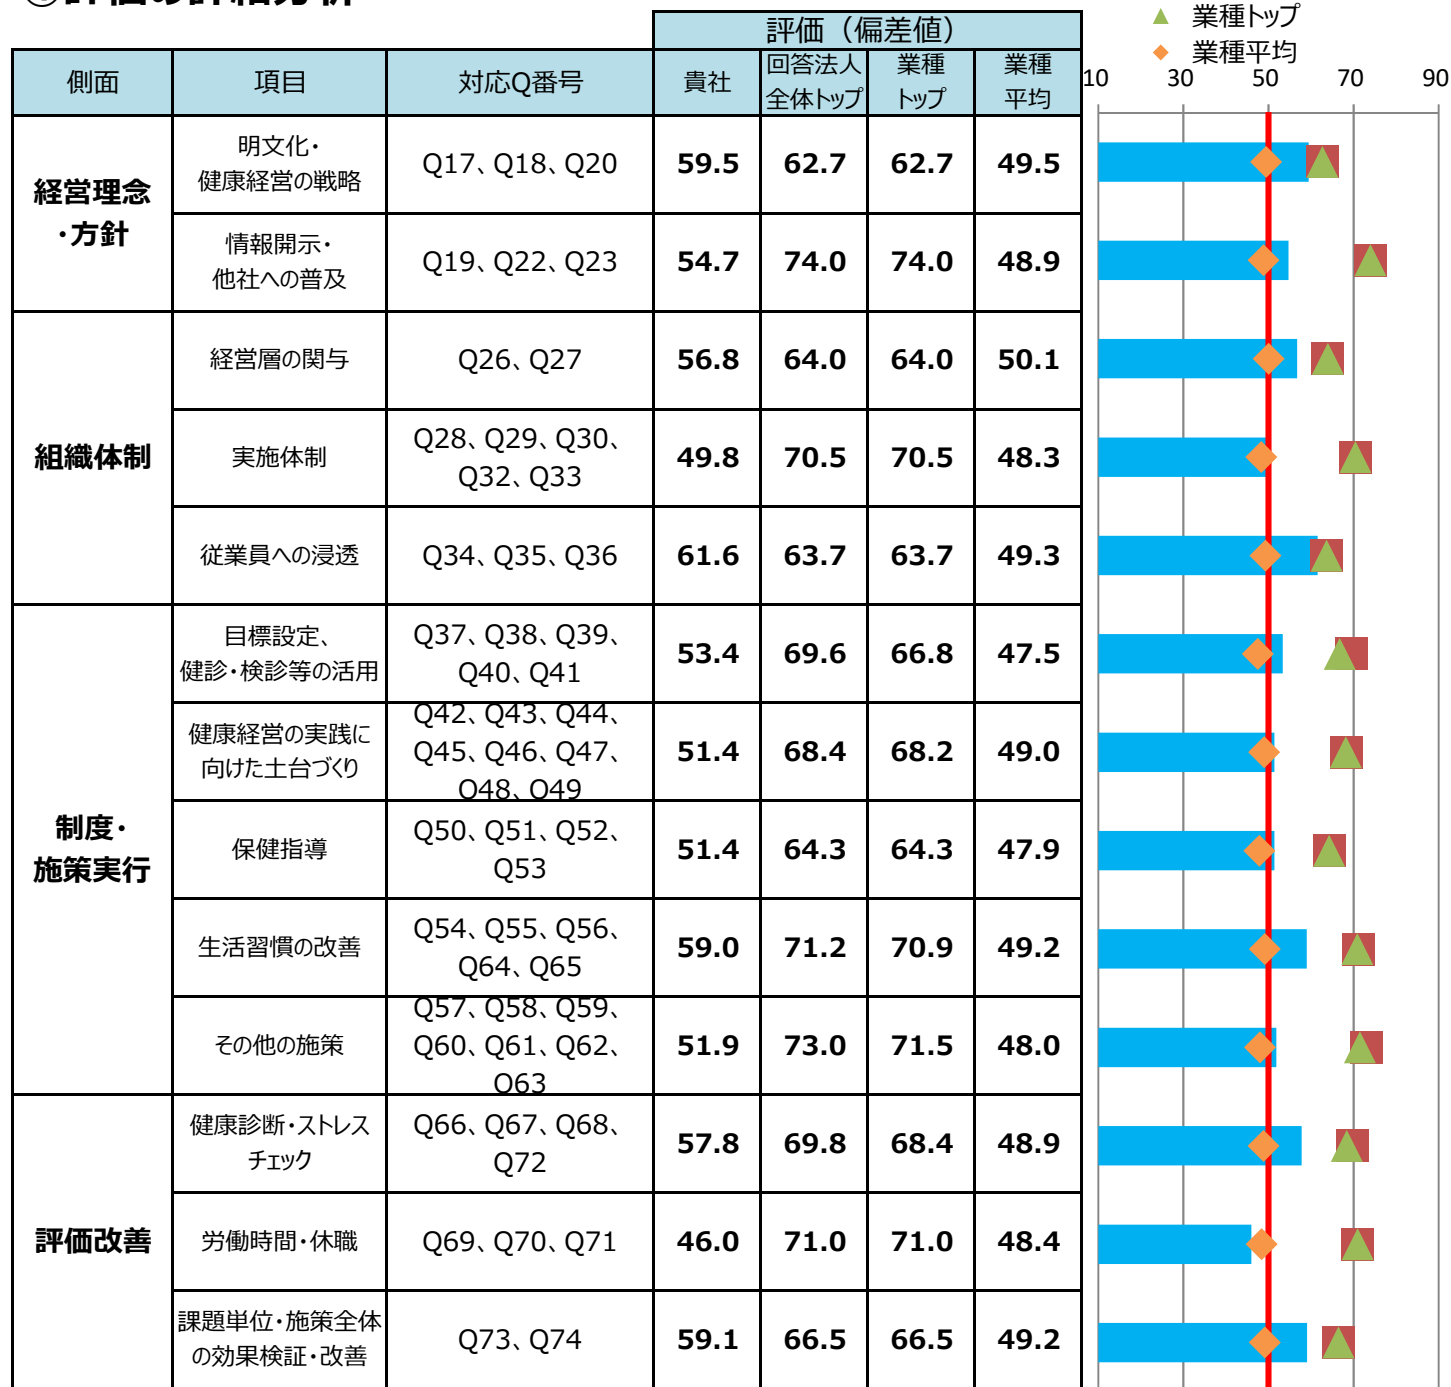 評価（偏差値）
▲ 業種トップ
◆ 業種平均
側面 項目 対応Q番号 貴社 回答法人 業種 業種
全体トップ トップ 平均
10 30 50 70 90
経営理念
・方針
明文化・
健康経営の戦略
Q17、Q18、Q20 59.5 62.7 62.7 49.5
情報開示・
他社への普及
Q19、Q22、Q23 54.7 74.0 74.0 48.9
組織体制
経営層の関与 Q26、Q27 56.8 64.0 64.0 50.1
実施体制
Q28、Q29、Q30、
Q32、Q33
49.8 70.5 70.5 48.3
従業員への浸透 Q34、Q35、Q36 61.6 63.7 63.7 49.3
制度・
施策実行
目標設定、
健診・検診等の活用
Q37、Q38、Q39、
Q40、Q41
53.4 69.6 66.8 47.5
健康経営の実践に
向けた土台づくり
Q42、Q43、Q44、
Q45、Q46、Q47、
Q48、Q49
51.4 68.4 68.2 49.0
保健指導
Q50、Q51、Q52、
Q53
51.4 64.3 64.3 47.9
生活習慣の改善
Q54、Q55、Q56、
Q64、Q65
59.0 71.2 70.9 49.2
その他の施策
Q57、Q58、Q59、
Q60、Q61、Q62、
Q63
51.9 73.0 71.5 48.0
評価改善
健康診断・ストレス
チェック
Q66、Q67、Q68、
Q72
57.8 69.8 68.4 48.9
労働時間・休職 Q69、Q70、Q71 46.0 71.0 71.0 48.4
課題単位・施策全体
の効果検証・改善
Q73、Q74 59.1 66.5 66.5 49.2